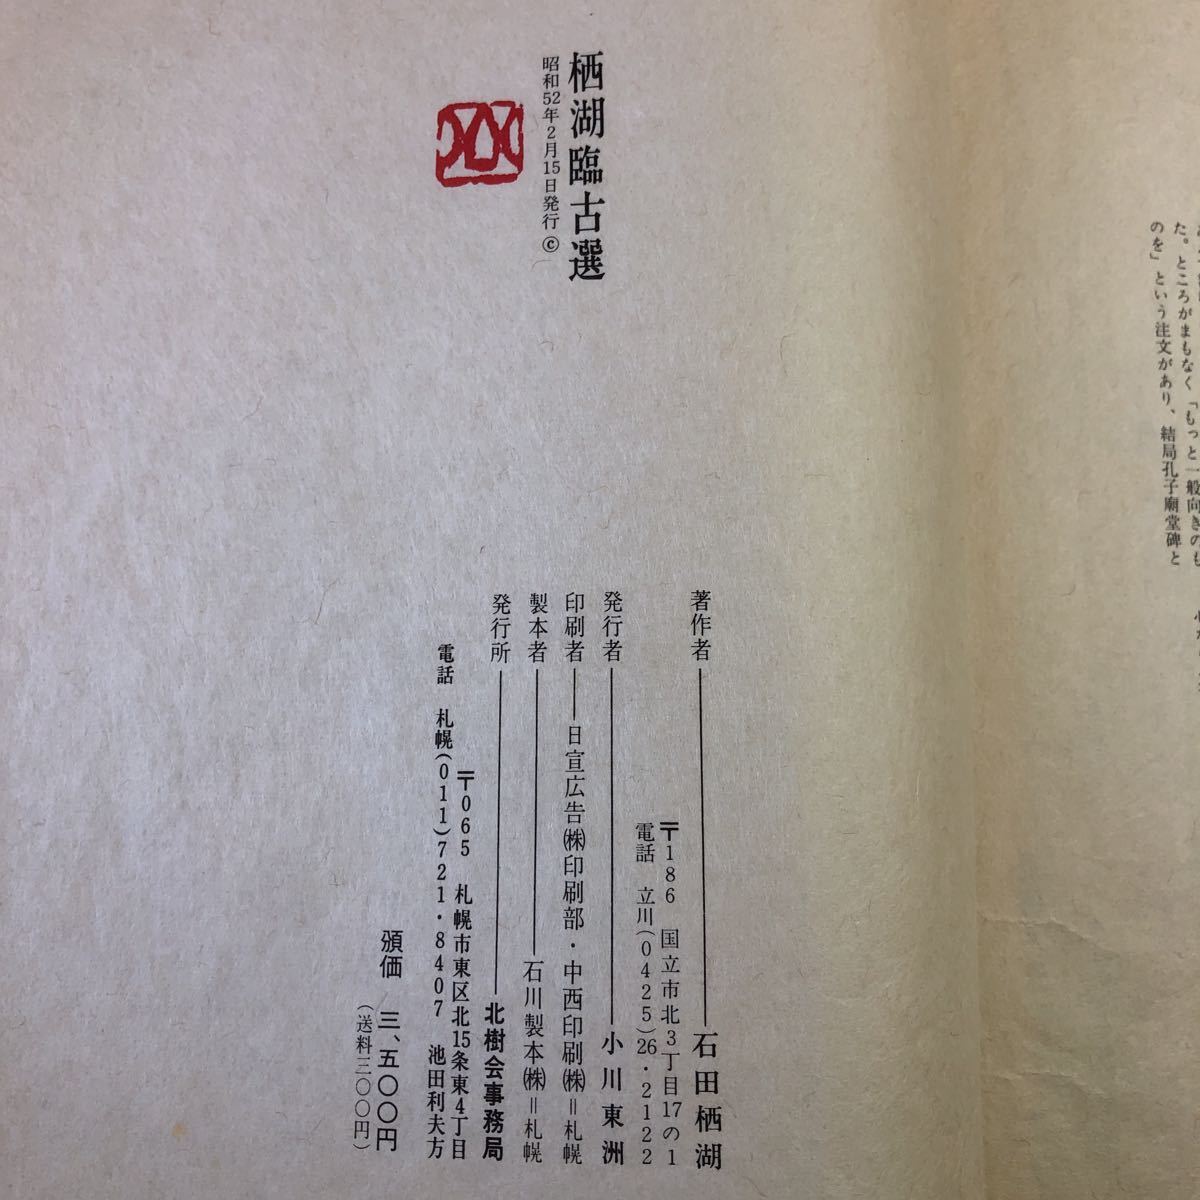 た。ところがまもなく「もっと一般向きのも
のを」という注文があり、結局孔子廟堂碑と
栖湖臨古選
昭和52年2月15日発行 ©
著作者 石田栖湖
〒186 国立市北3丁目17の1
電話 立川(0425)26・2122
発行者 小川東洲
印刷者 日宣広告㈱印刷部・中西印刷㈱＝札幌
製本者 石川製本㈱＝札幌
発行所 北樹会事務局
〒065 札幌市東区北15条東4丁目
電話 札幌(011)721・8407 池田利夫方
頒価 三、五〇〇円
（送料三〇〇円）